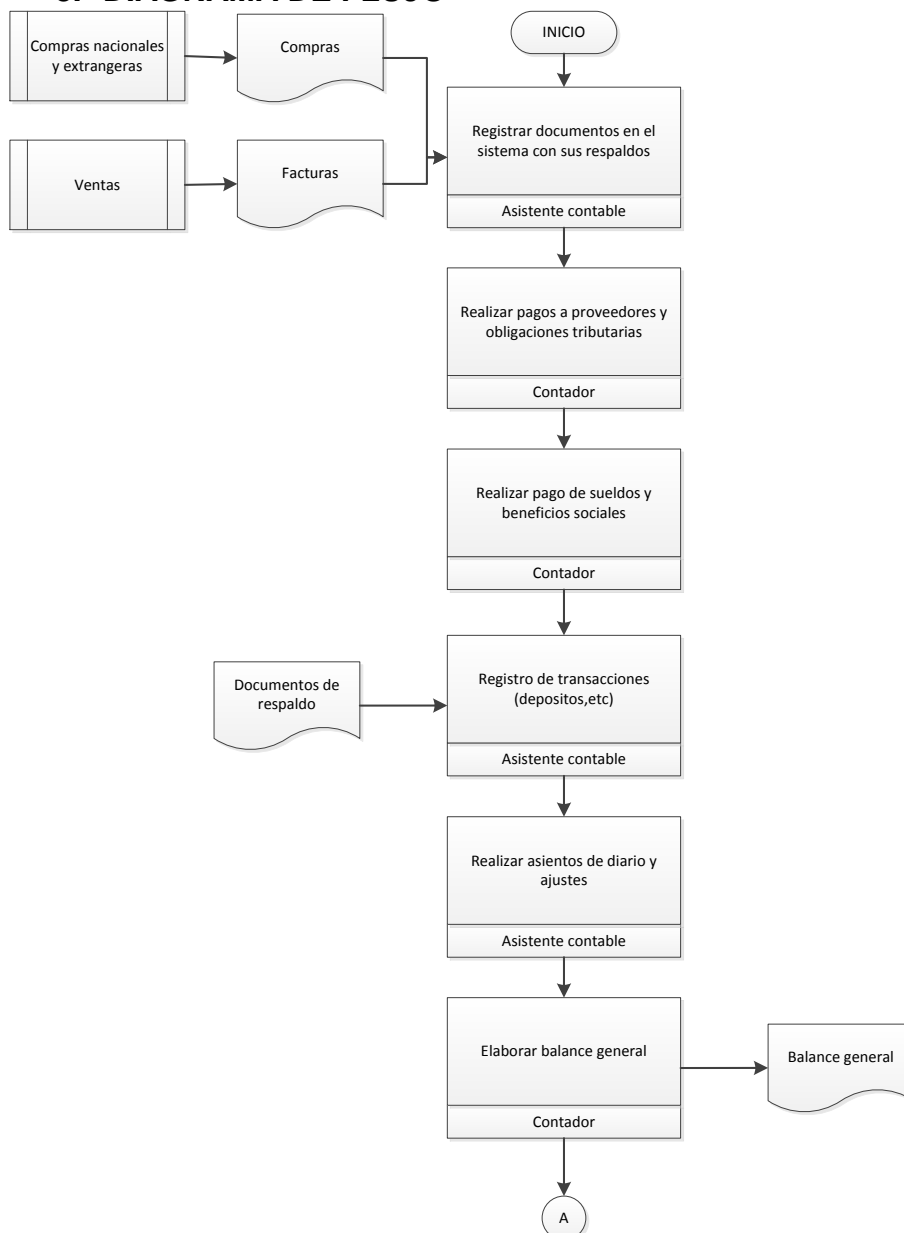 Compras nacionales
y extrangeras
Compras
INICIO
Registrar documentos en el
sistema con sus respaldos
Asistente contable
Ventas
Facturas
Realizar pagos a proveedores y
obligaciones tributarias
Contador
Realizar pago de sueldos y
beneficios sociales
Contador
Documentos de
respaldo
Registro de transacciones
(depositos,etc)
Asistente contable
Realizar asientos de diario y
ajustes
Asistente contable
Elaborar balance general
Contador
Balance general
A